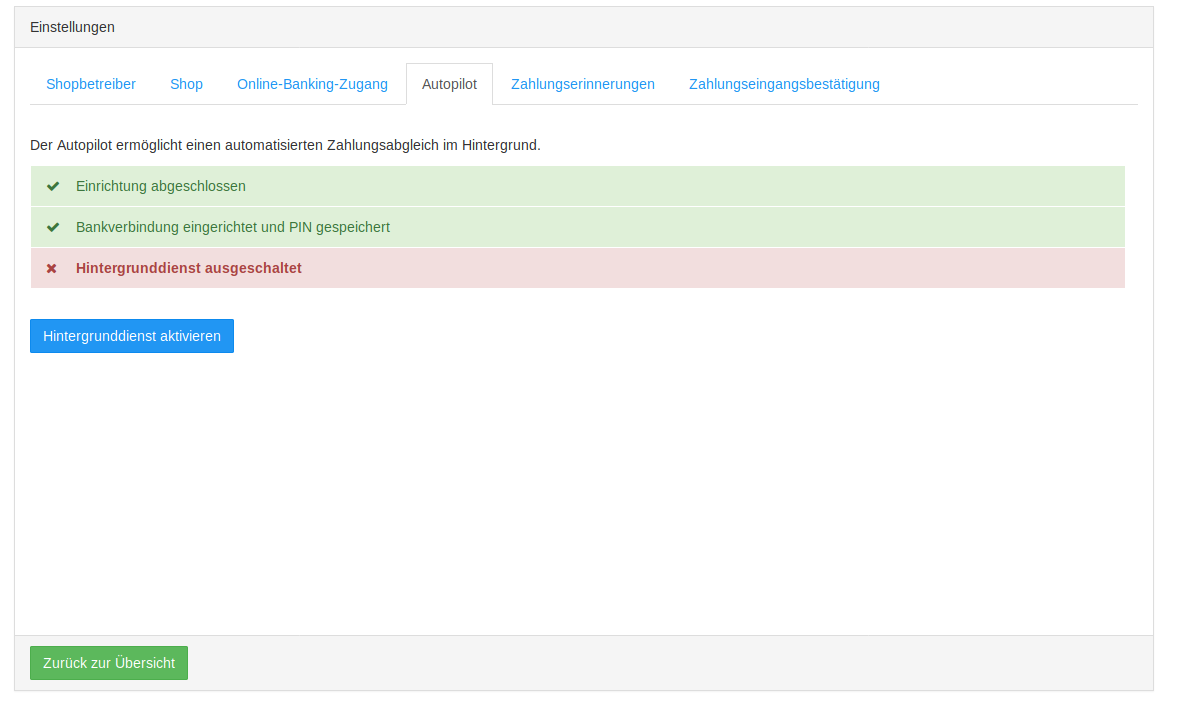 Einstellungen
Shopbetreiber Shop Online-Banking-Zugang Autopilot Zahlungserinnerungen Zahlungseingangsbestätigung
Der Autopilot ermöglicht einen automatisierten Zahlungsabgleich im Hintergrund.
Einrichtung abgeschlossen
Bankverbindung eingerichtet und PIN gespeichert
Hintergrunddienst ausgeschaltet
Hintergrunddienst aktivieren
Zurück zur Übersicht